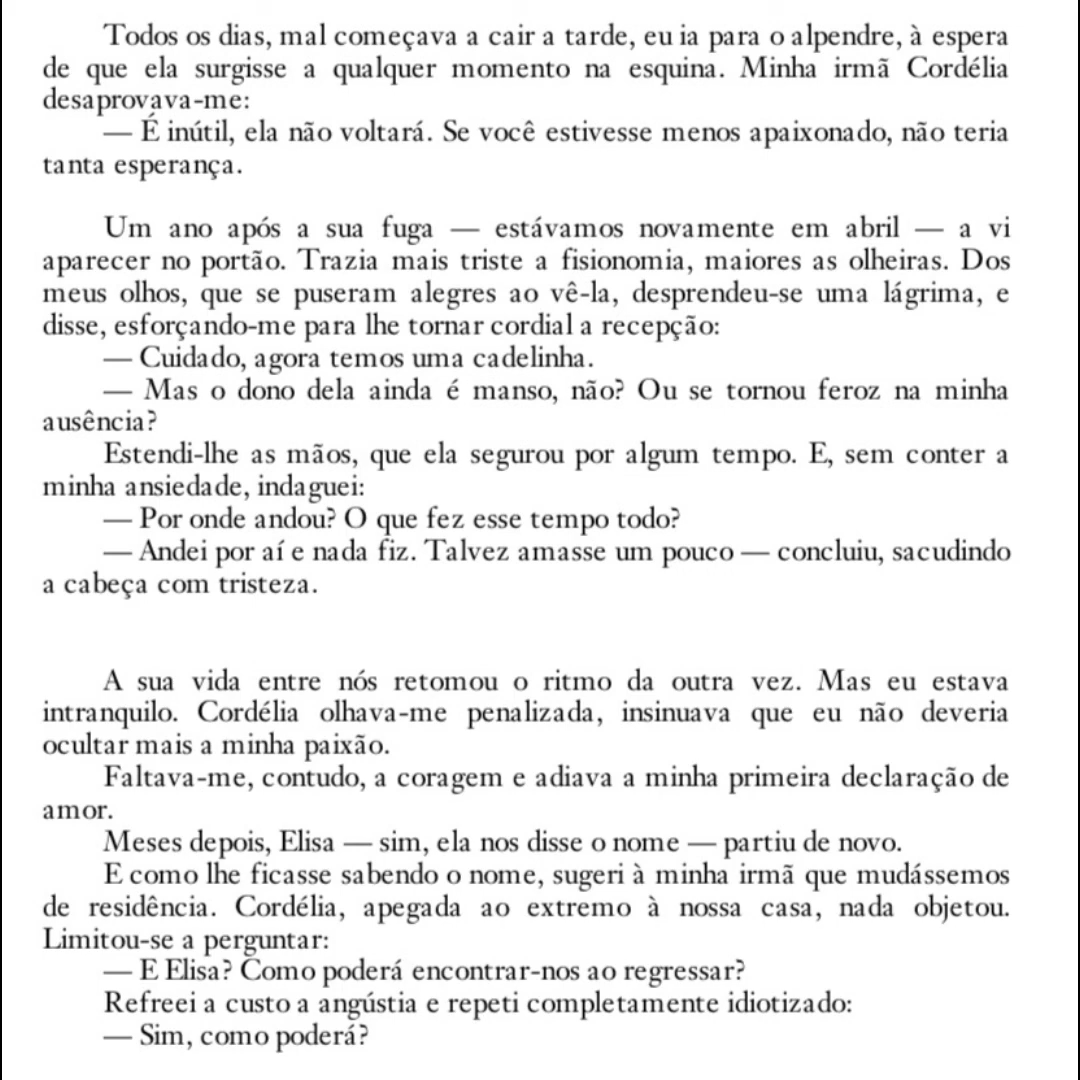 Todos os dias, mal começava a cair a tarde, eu ia para o alpendre, à espera
de que ela surgisse a qualquer momento na esquina. Minha irmã Cordélia
desaprovava-me:
— É inútil, ela não voltará. Se você estivesse menos apaixonado, não teria
tanta esperança.
Um ano após a sua fuga — estávamos novamente em abril — a vi
aparecer no portão. Trazia mais triste a fisionomia, maiores as olheiras. Dos
meus olhos, que se puseram alegres ao vê-la, desprendeu-se uma lágrima, e
disse, esforçando-me para lhe tornar cordial a recepção:
— Cuidado, agora temos uma cadelinha.
— Mas o dono dela ainda é manso, não? Ou se tornou feroz na minha
ausência?
Estendi-lhe as mãos, que ela segurou por algum tempo. E, sem conter a
minha ansiedade, indaguei:
— Por onde andou? O que fez esse tempo todo?
— Andei por aí e nada fiz. Talvez amasse um pouco — concluiu, sacudindo
a cabeça com tristeza.
A sua vida entre nós retomou o ritmo da outra vez. Mas eu estava
intranquilo. Cordélia olhava-me penalizada, insinuava que eu não deveria
ocultar mais a minha paixão.
Faltava-me, contudo, a coragem e adiava a minha primeira declaração de
amor.
Meses depois, Elisa — sim, ela nos disse o nome — partiu de novo.
E como lhe ficasse sabendo o nome, sugeri à minha irmã que mudássemos
de residência. Cordélia, apegada ao extremo à nossa casa, nada objetou.
Limitou-se a perguntar:
— E Elisa? Como poderá encontrar-nos ao regressar?
Refreei a custo a angústia e repeti completamente idiotizado:
— Sim, como poderá?